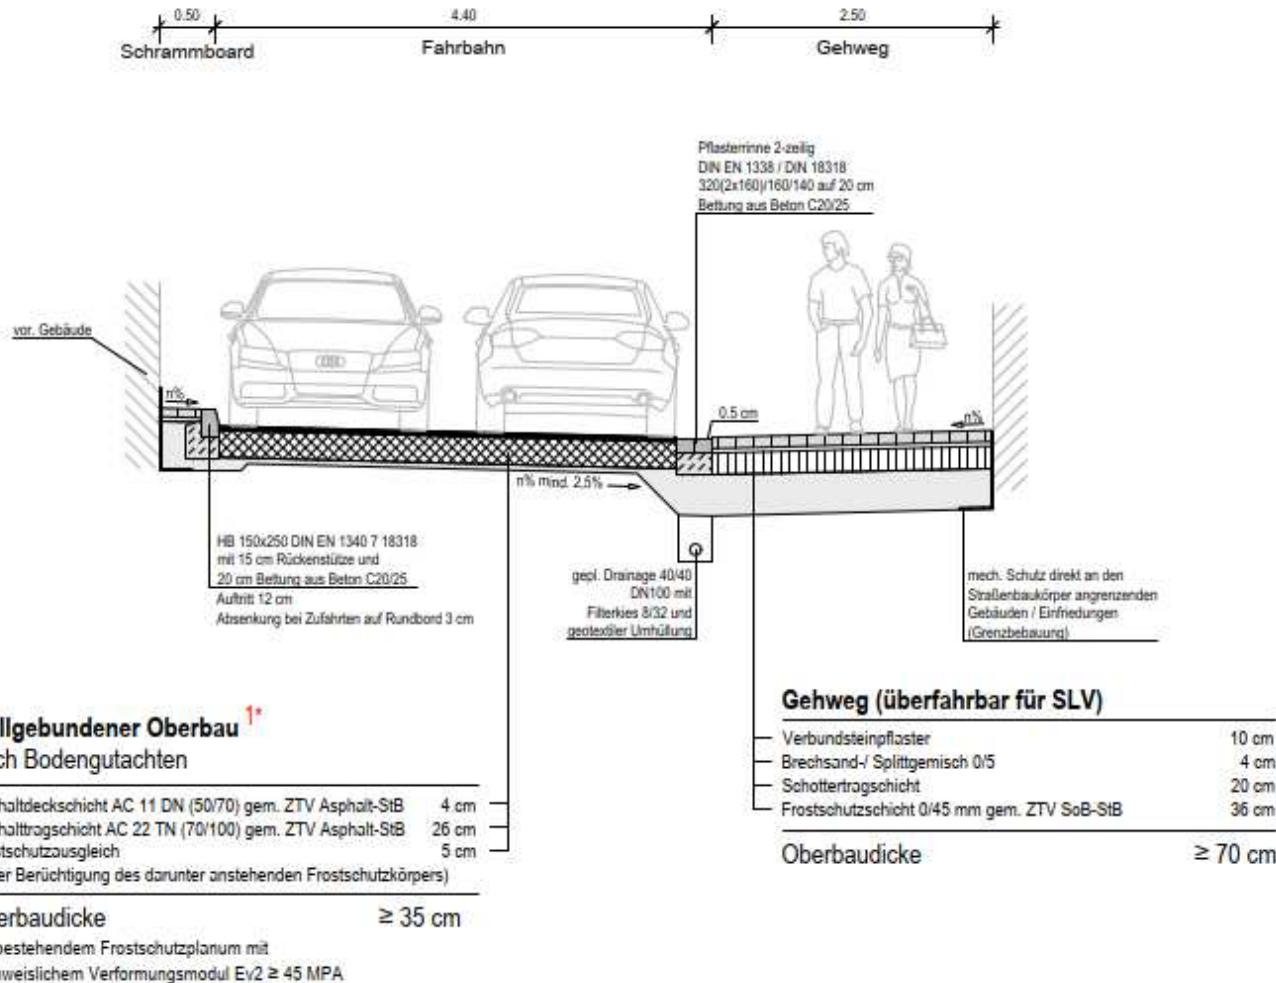 0.50
4.40
2.50
Schrammboard
Fahrbahn
Gehweg
Pflasterrinne 2-zeilig
DIN EN 1338 / DIN 18318
320(2x160)/160/140 auf 20 cm
Bettung aus Beton C20/25
vor. Gebäude
n%
0.5 cm
n%
n% mind. 2,5%
HB 150x250 DIN EN 1340 7 18318
mit 15 cm Rückenstütze und
20 cm Bettung aus Beton C20/25
Auftritt 12 cm
Absenkung bei Zufahrten auf Rundbord 3 cm
gepl. Drainage 40/40
DN100 mit
Filterkies 8/32 und
geotextiler Umhüllung
mech. Schutz direkt an den
Straßenbaukörper angrenzenden
Gebäuden / Einfriedungen
(Grenzbebauung)
llgebundener Oberbau 1*
ch Bodengutachten
haltdeckschicht AC 11 DN (50/70) gem. ZTV Asphalt-StB 4 cm
halttragschicht AC 22 TN (70/100) gem. ZTV Asphalt-StB 26 cm
stschutzausgleich 5 cm
er Berüchtigung des darunter anstehenden Frostschutzkörpers)
erbaudicke ≥ 35 cm
bestehendem Frostschutzplanum mit
weislichem Verformungsmodul Ev2 ≥ 45 MPA
Gehweg (überfahrbar für SLV)
Verbundsteinpflaster 10 cm
Brechsand-/ Splittgemisch 0/5 4 cm
Schottertragschicht 20 cm
Frostschutzschicht 0/45 mm gem. ZTV SoB-StB 36 cm
Oberbaudicke ≥ 70 cm